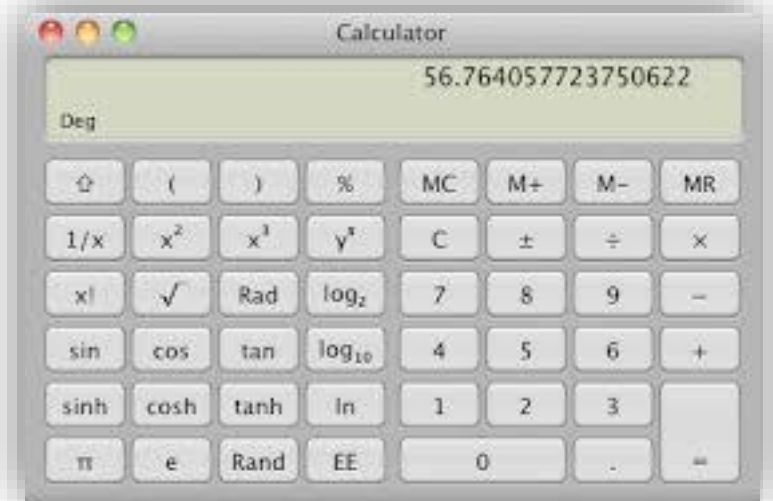 Calculator
56.764057723750622
Deg
⇧ ( ) % MC M+ M− MR
1/x x² x³ yˣ C ± ÷ ×
x! √ Rad log₂ 7 8 9 −
sin cos tan log₁₀ 4 5 6 +
sinh cosh tanh ln 1 2 3
π e Rand EE 0 . =